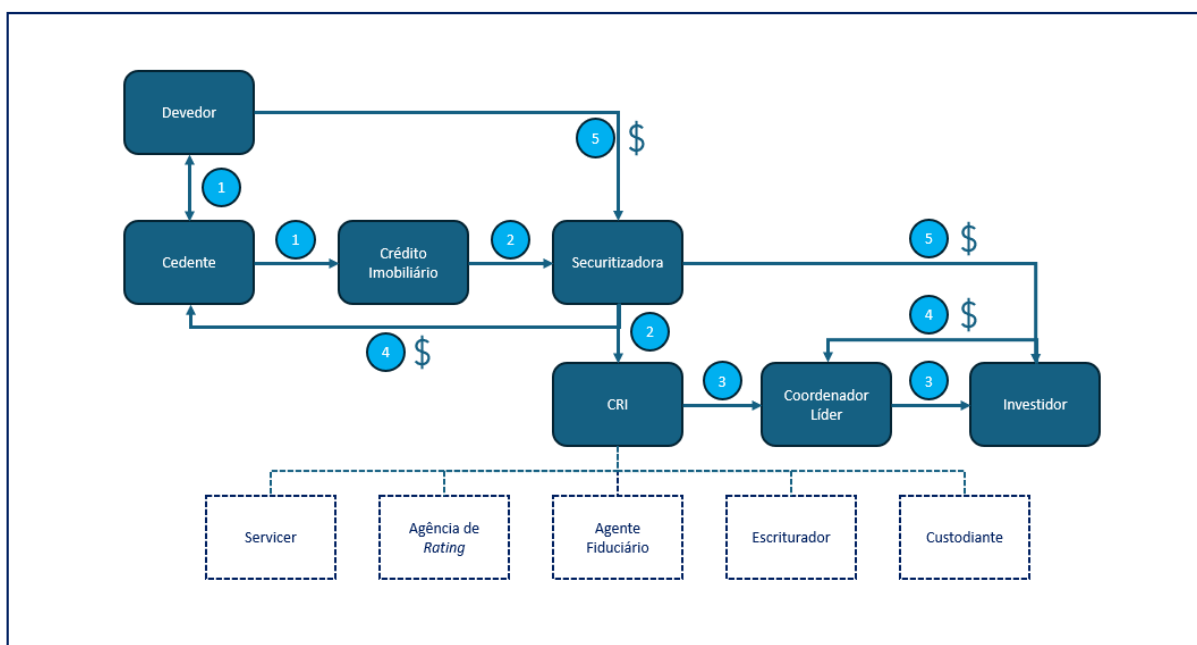 Devedor
5 $
1
Cedente
1
Crédito
Imobiliário
2
Securitizadora
5 $
4 $
2
4 $
CRI
3
Coordenador
Líder
3
Investidor
Servicer
Agência de
Rating
Agente
Fiduciário
Escriturador
Custodiante